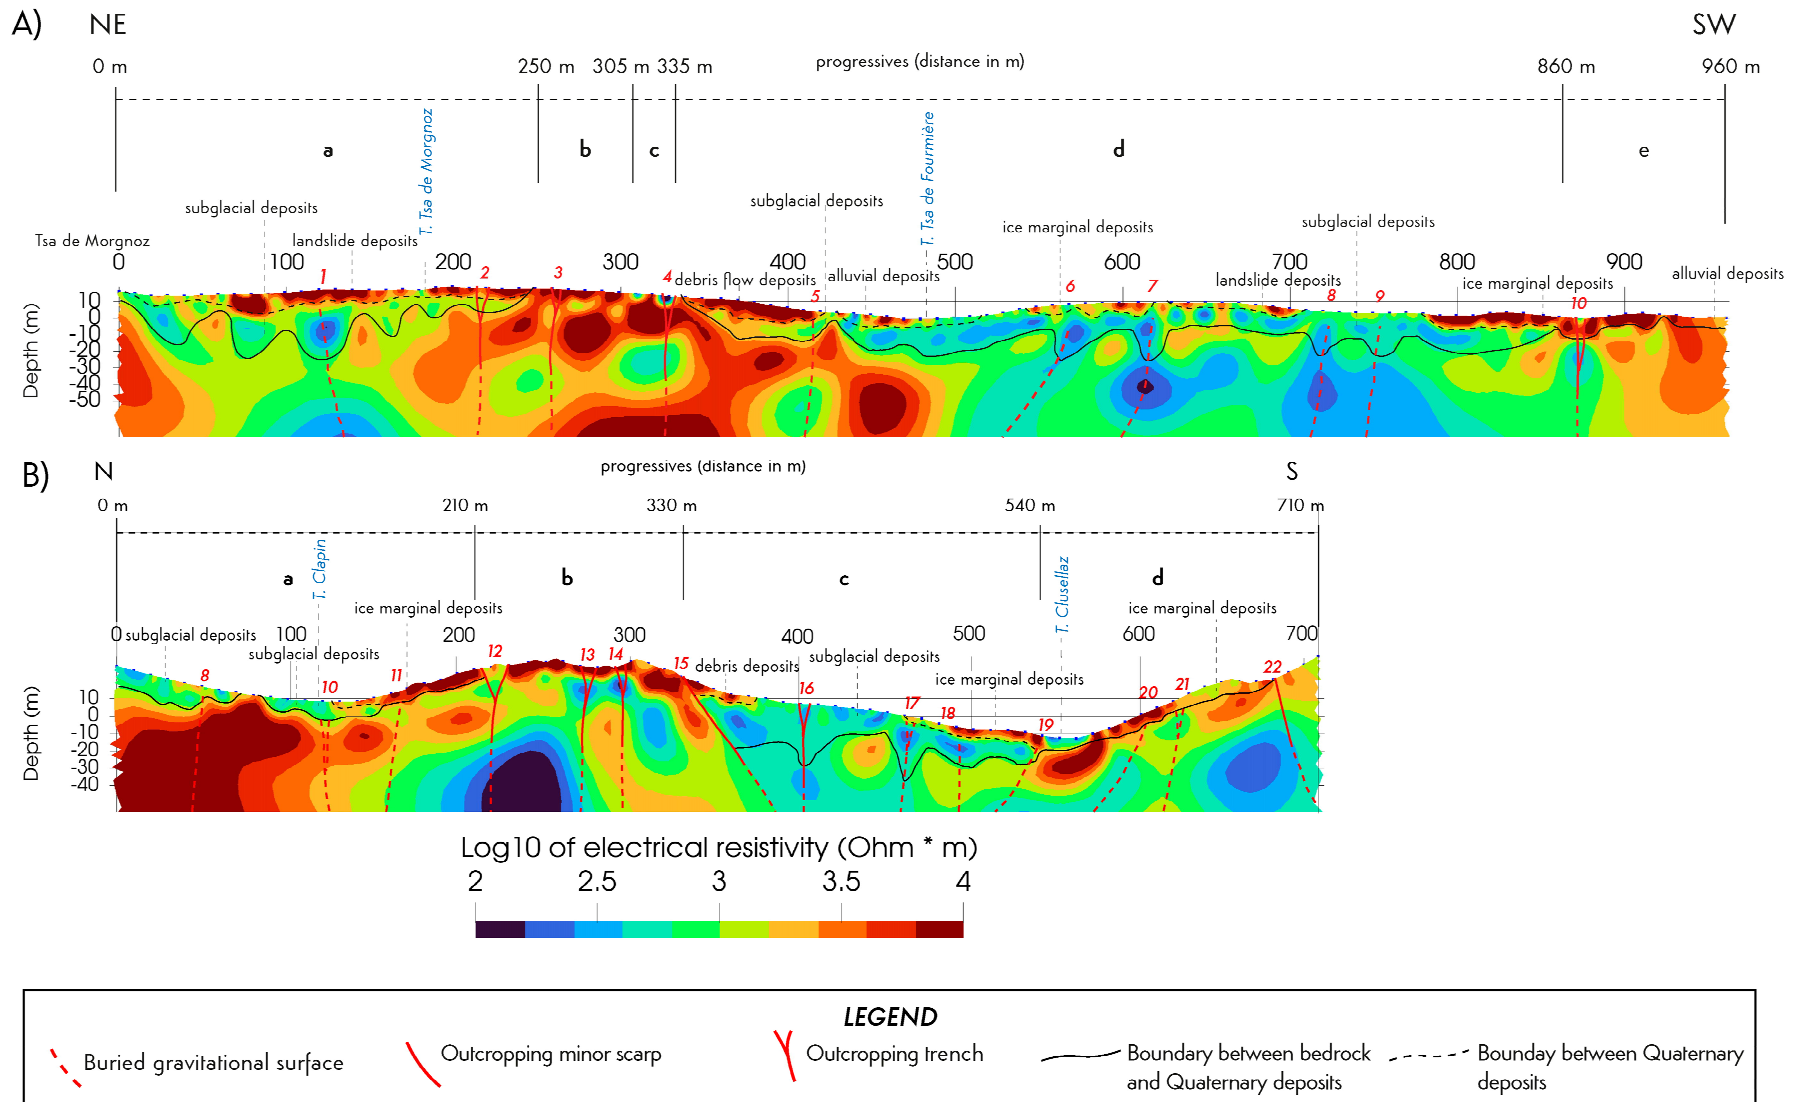 A)
NE
SW
0 m
250 m
305 m
335 m
progressives (distance in m)
860 m
960 m
a
b
c
d
e
T. Tsa de Morgnoz
T. Tsa de Fourmière
subglacial deposits
subglacial deposits
ice marginal deposits
subglacial deposits
Tsa de Morgnoz
landslide deposits
debris flow deposits
alluvial deposits
landslide deposits
ice marginal deposits
alluvial deposits
0 100 200 300 400 500 600 700 800 900
1 2 3 4 5 6 7 8 9 10
Depth (m)
10
0
-10
-20
-30
-40
-50
B)
N
progressives (distance in m)
S
0 m
210 m
330 m
540 m
710 m
a
b
c
d
T. Clapin
T. Clusellaz
ice marginal deposits
ice marginal deposits
subglacial deposits
subglacial deposits
debris deposits
subglacial deposits
ice marginal deposits
0 100 200 300 400 500 600 700
8 10 11 12 13 14 15 16 17 18 19 20 21 22
Depth (m)
10
0
-10
-20
-30
-40
Log10 of electrical resistivity (Ohm * m)
2 2.5 3 3.5 4
LEGEND
Buried gravitational surface
Outcropping minor scarp
Outcropping trench
Boundary between bedrock
and Quaternary deposits
Bounday between Quaternary
deposits